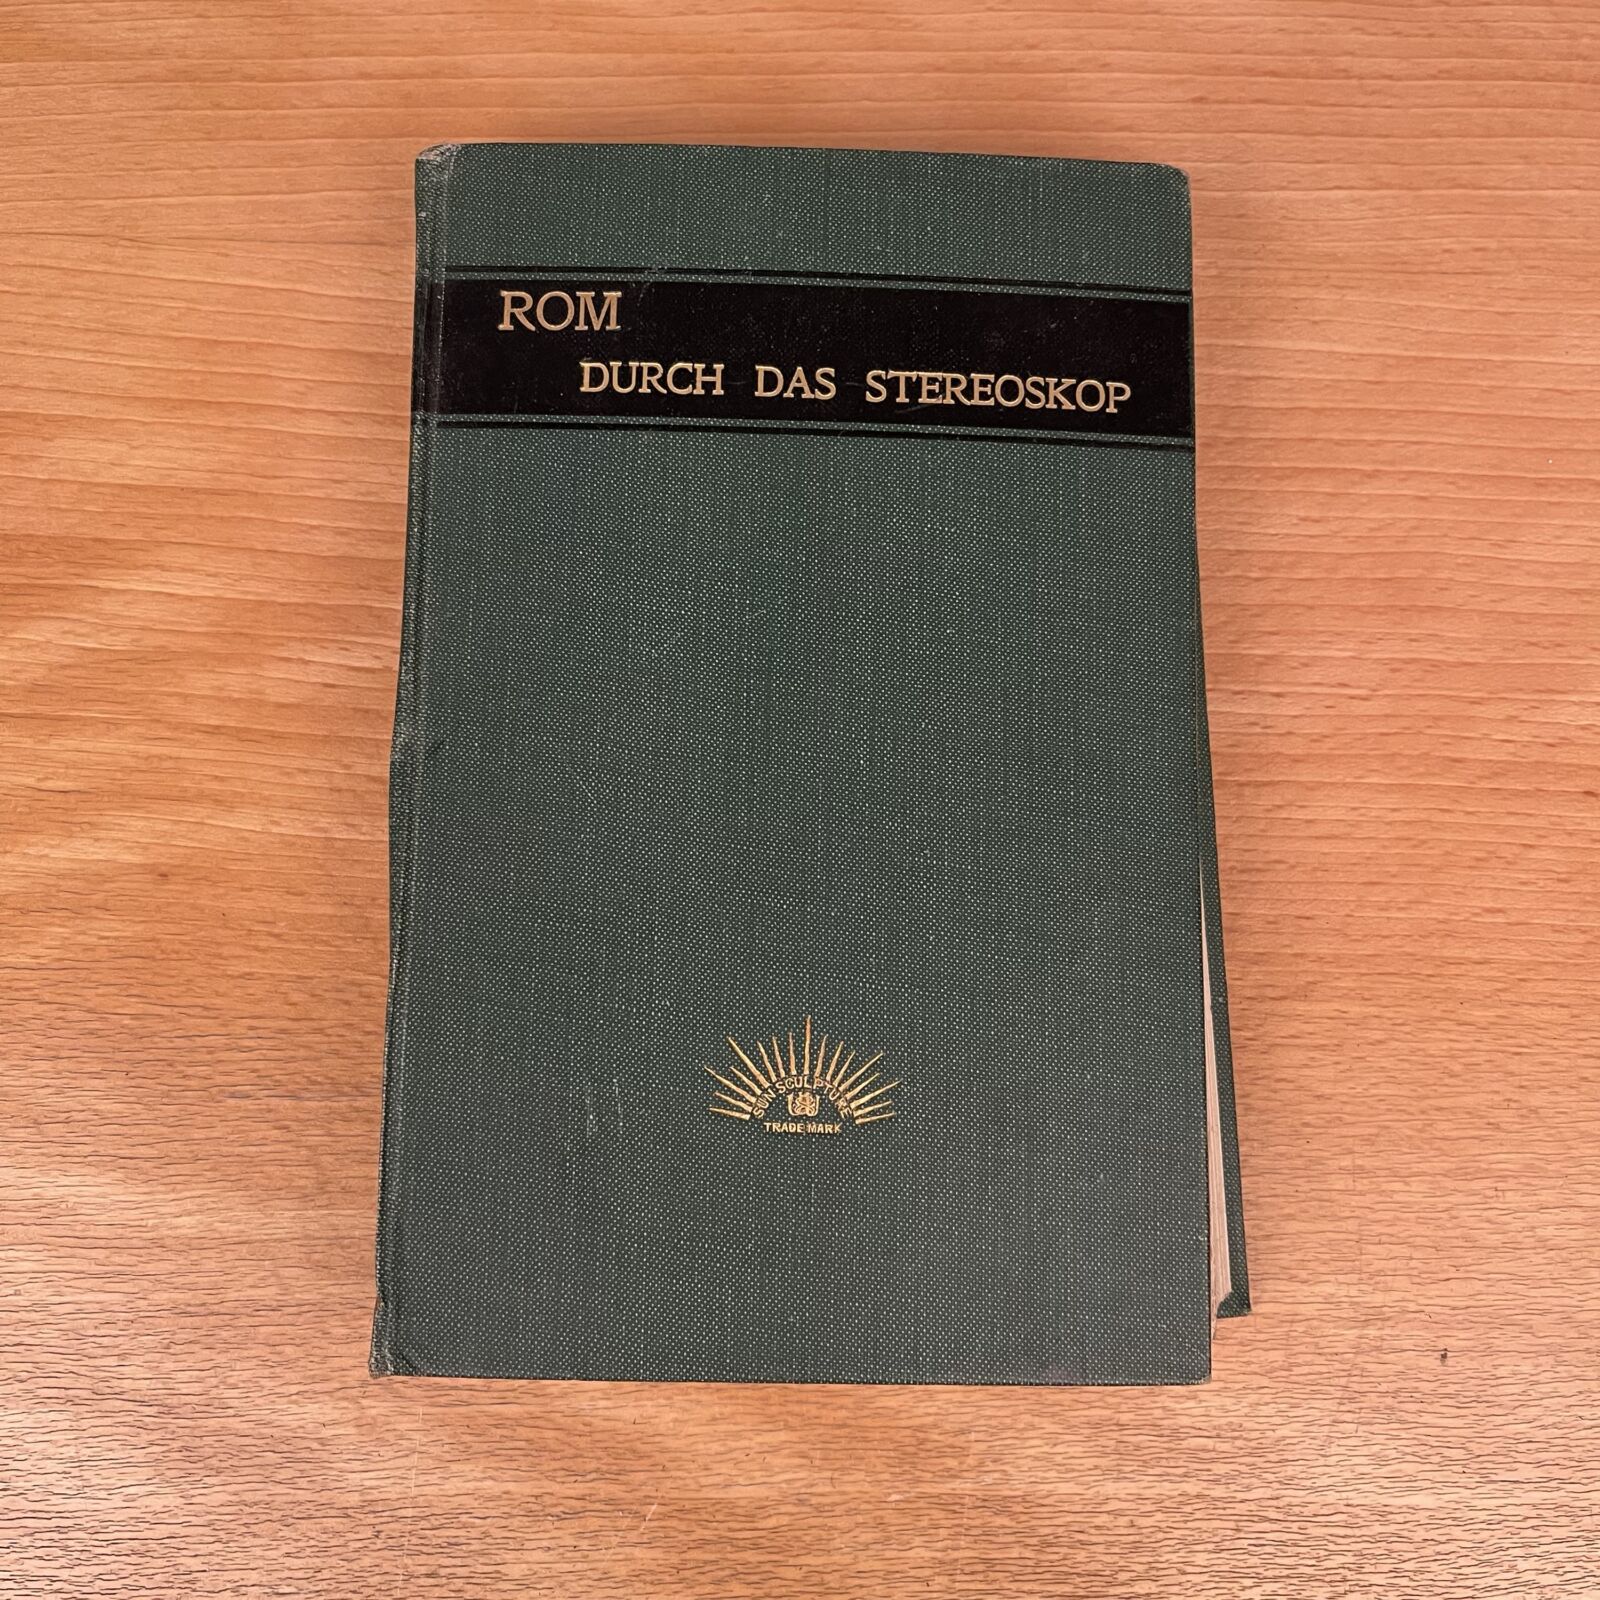 ROM
DURCH DAS STEREOSKOP
SUN SCULPTURE
TRADE MARK